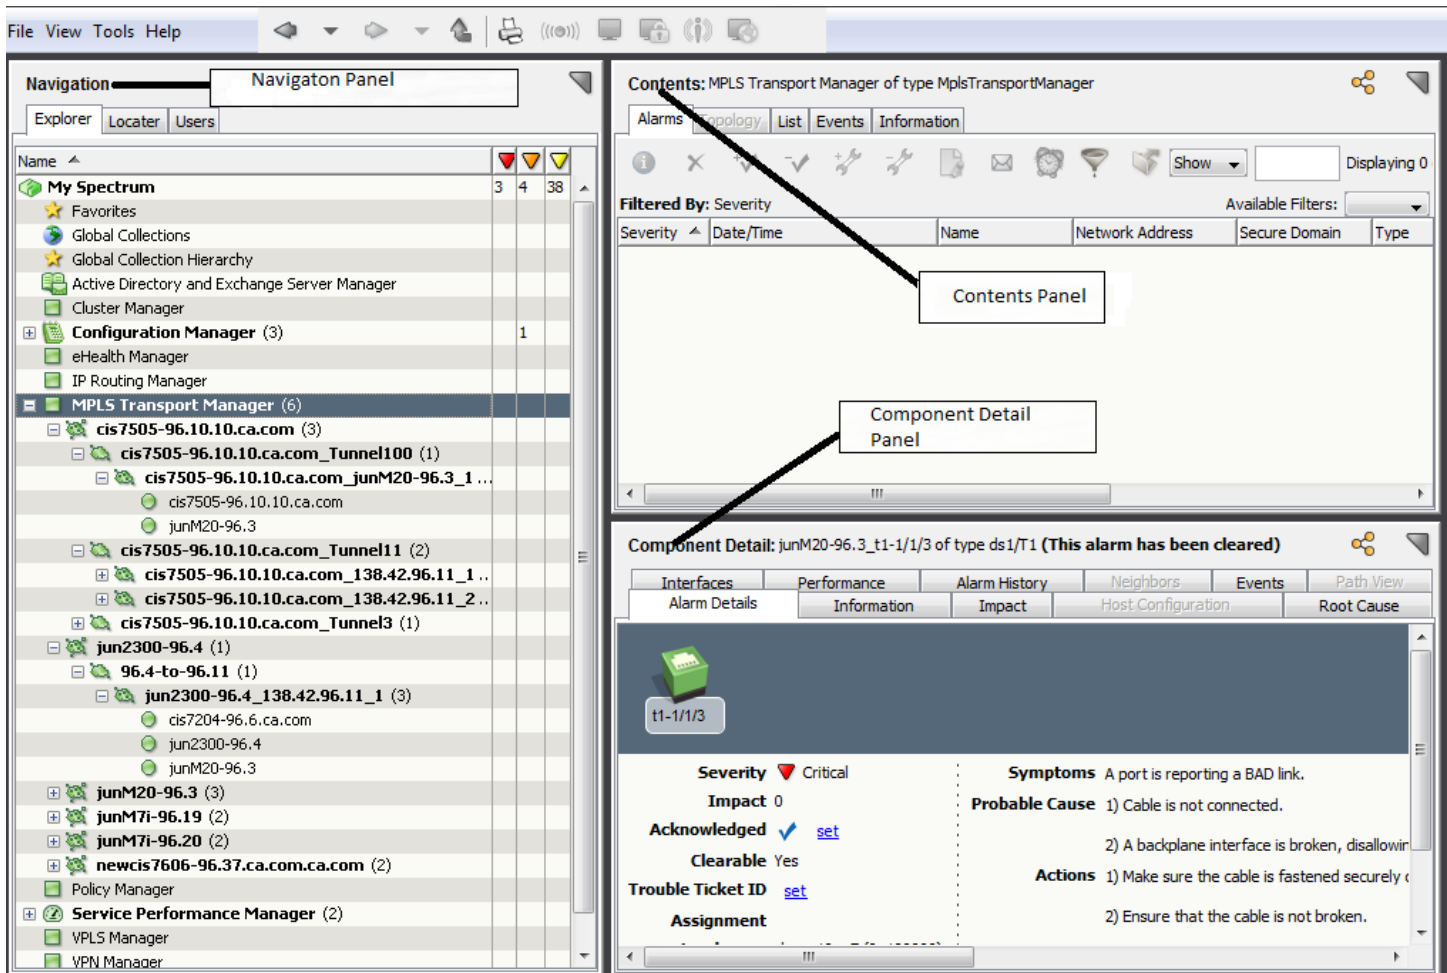 File View Tools Help
Navigation
Navigaton Panel
Explorer Locater Users
Name
My Spectrum 3 4 38
Favorites
Global Collections
Global Collection Hierarchy
Active Directory and Exchange Server Manager
Cluster Manager
Configuration Manager (3) 1
eHealth Manager
IP Routing Manager
MPLS Transport Manager (6)
cis7505-96.10.10.ca.com (3)
cis7505-96.10.10.ca.com_Tunnel100 (1)
cis7505-96.10.10.ca.com_junM20-96.3_1 ...
cis7505-96.10.10.ca.com
junM20-96.3
cis7505-96.10.10.ca.com_Tunnel11 (2)
cis7505-96.10.10.ca.com_138.42.96.11_1 ..
cis7505-96.10.10.ca.com_138.42.96.11_2 ..
cis7505-96.10.10.ca.com_Tunnel3 (1)
jun2300-96.4 (1)
96.4-to-96.11 (1)
jun2300-96.4_138.42.96.11_1 (3)
cis7204-96.6.ca.com
jun2300-96.4
junM20-96.3
junM20-96.3 (3)
junM7i-96.19 (2)
junM7i-96.20 (2)
newcis7606-96.37.ca.com.ca.com (2)
Policy Manager
Service Performance Manager (2)
VPLS Manager
VPN Manager
Contents: MPLS Transport Manager of type MplsTransportManager
Alarms Topology List Events Information
Show Displaying 0
Filtered By: Severity Available Filters:
Severity Date/Time Name Network Address Secure Domain Type
Contents Panel
Component Detail
Panel
Component Detail: junM20-96.3_t1-1/1/3 of type ds1/T1 (This alarm has been cleared)
Interfaces Performance Alarm History Neighbors Events Path View
Alarm Details Information Impact Host Configuration Root Cause
t1-1/1/3
Severity Critical
Impact 0
Acknowledged set
Clearable Yes
Trouble Ticket ID set
Assignment
Symptoms A port is reporting a BAD link.
Probable Cause 1) Cable is not connected.
2) A backplane interface is broken, disallowin
Actions 1) Make sure the cable is fastened securely
2) Ensure that the cable is not broken.